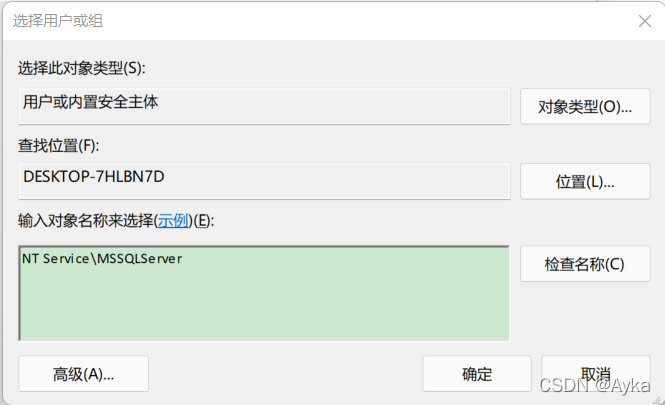 选择用户或组
选择此对象类型(S):
用户或内置安全主体
对象类型(O)...
查找位置(F):
DESKTOP-7HLBN7D
位置(L)...
输入对象名称来选择(示例)(E):
NT Service\MSSQLServer
检查名称(C)
高级(A)...
确定
取消
CSDN @Ayka